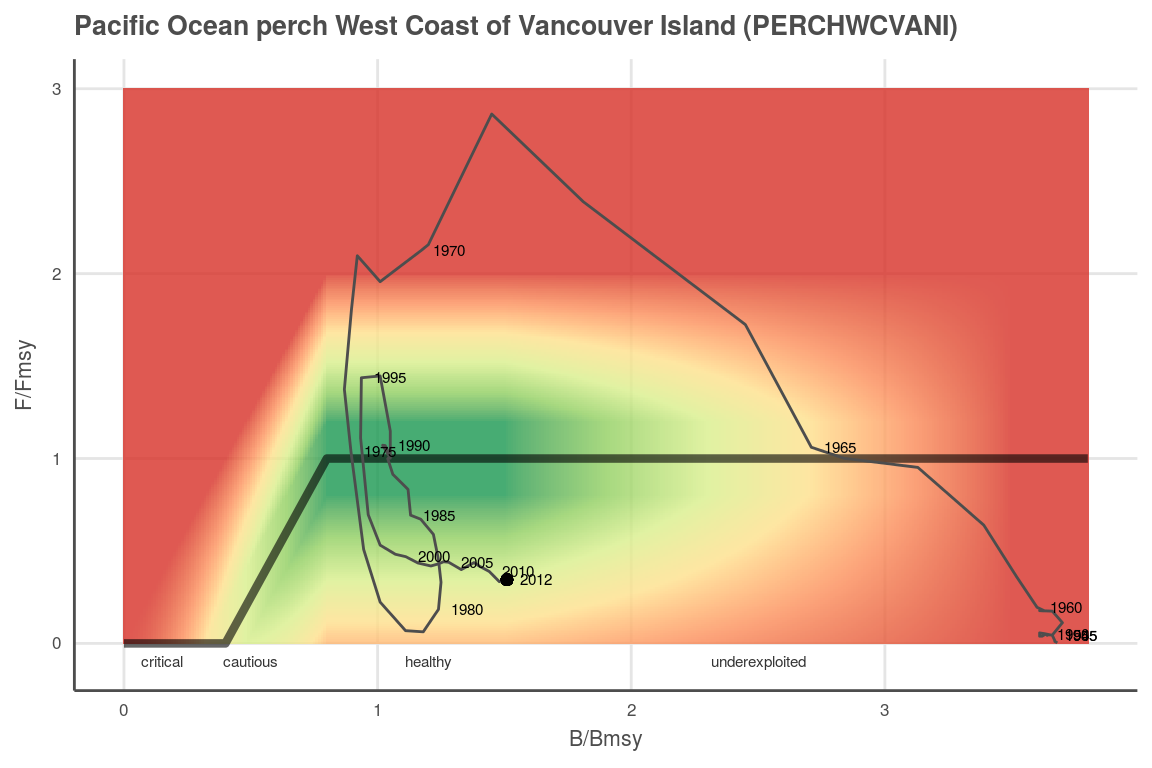 Pacific Ocean perch West Coast of Vancouver Island (PERCHWCVANI)
F/Fmsy
3
2
1
0
1970
1995
1975
1990
1965
1985
2000
2005
2010
2012
1980
1960
critical
cautious
healthy
underexploited
0
1
2
3
B/Bmsy